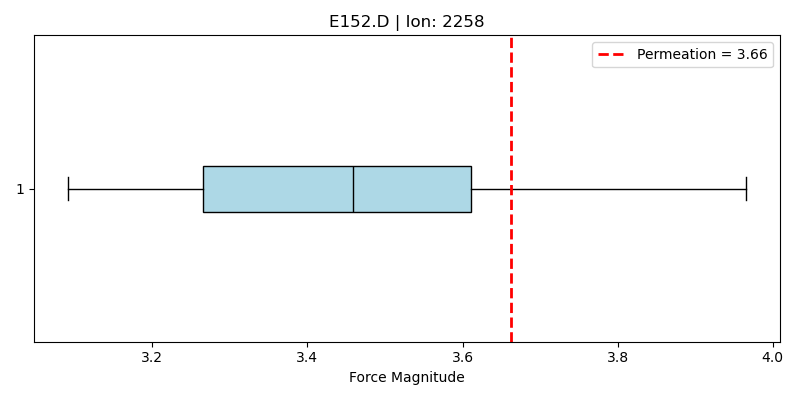 E152.D | Ion: 2258
Permeation = 3.66
1
3.2 3.4 3.6 3.8 4.0
Force Magnitude